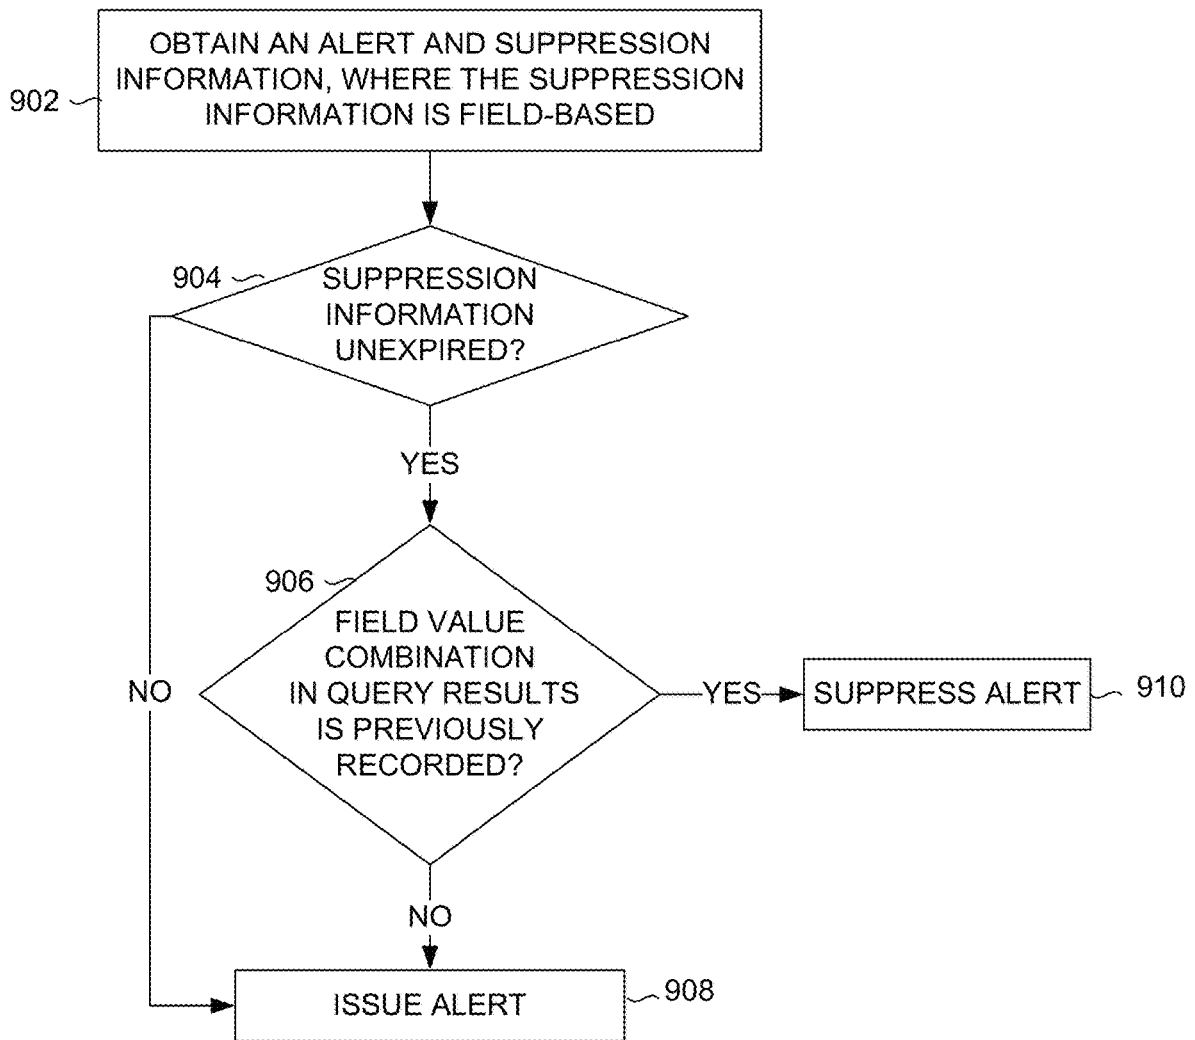 OBTAIN AN ALERT AND SUPPRESSION
INFORMATION, WHERE THE SUPPRESSION
INFORMATION IS FIELD-BASED
902
904
SUPPRESSION
INFORMATION
UNEXPIRED?
YES
906
FIELD VALUE
COMBINATION
IN QUERY RESULTS
IS PREVIOUSLY
RECORDED?
NO
YES
SUPPRESS ALERT
910
NO
ISSUE ALERT
908